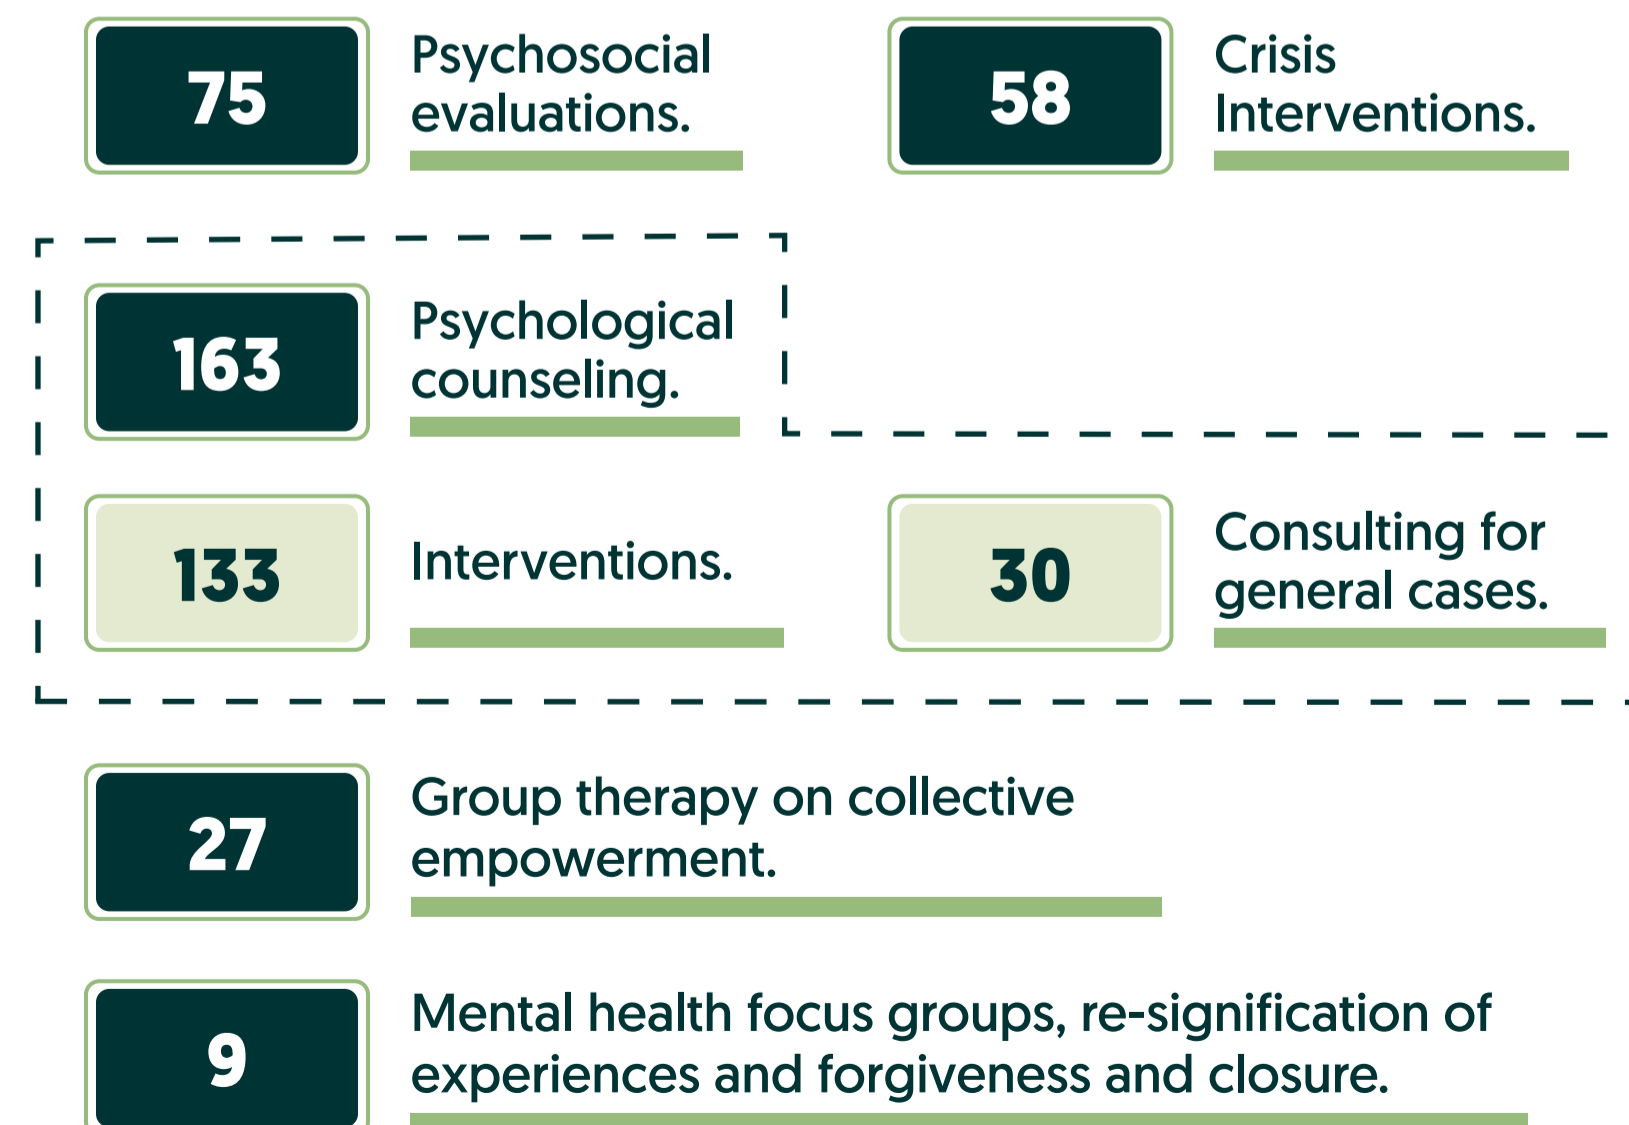 75
Psychosocial
evaluations.
58
Crisis
Interventions.
163
Psychological
counseling.
133
Interventions.
30
Consulting for
general cases.
27
Group therapy on collective
empowerment.
9
Mental health focus groups, re-signification of
experiences and forgiveness and closure.